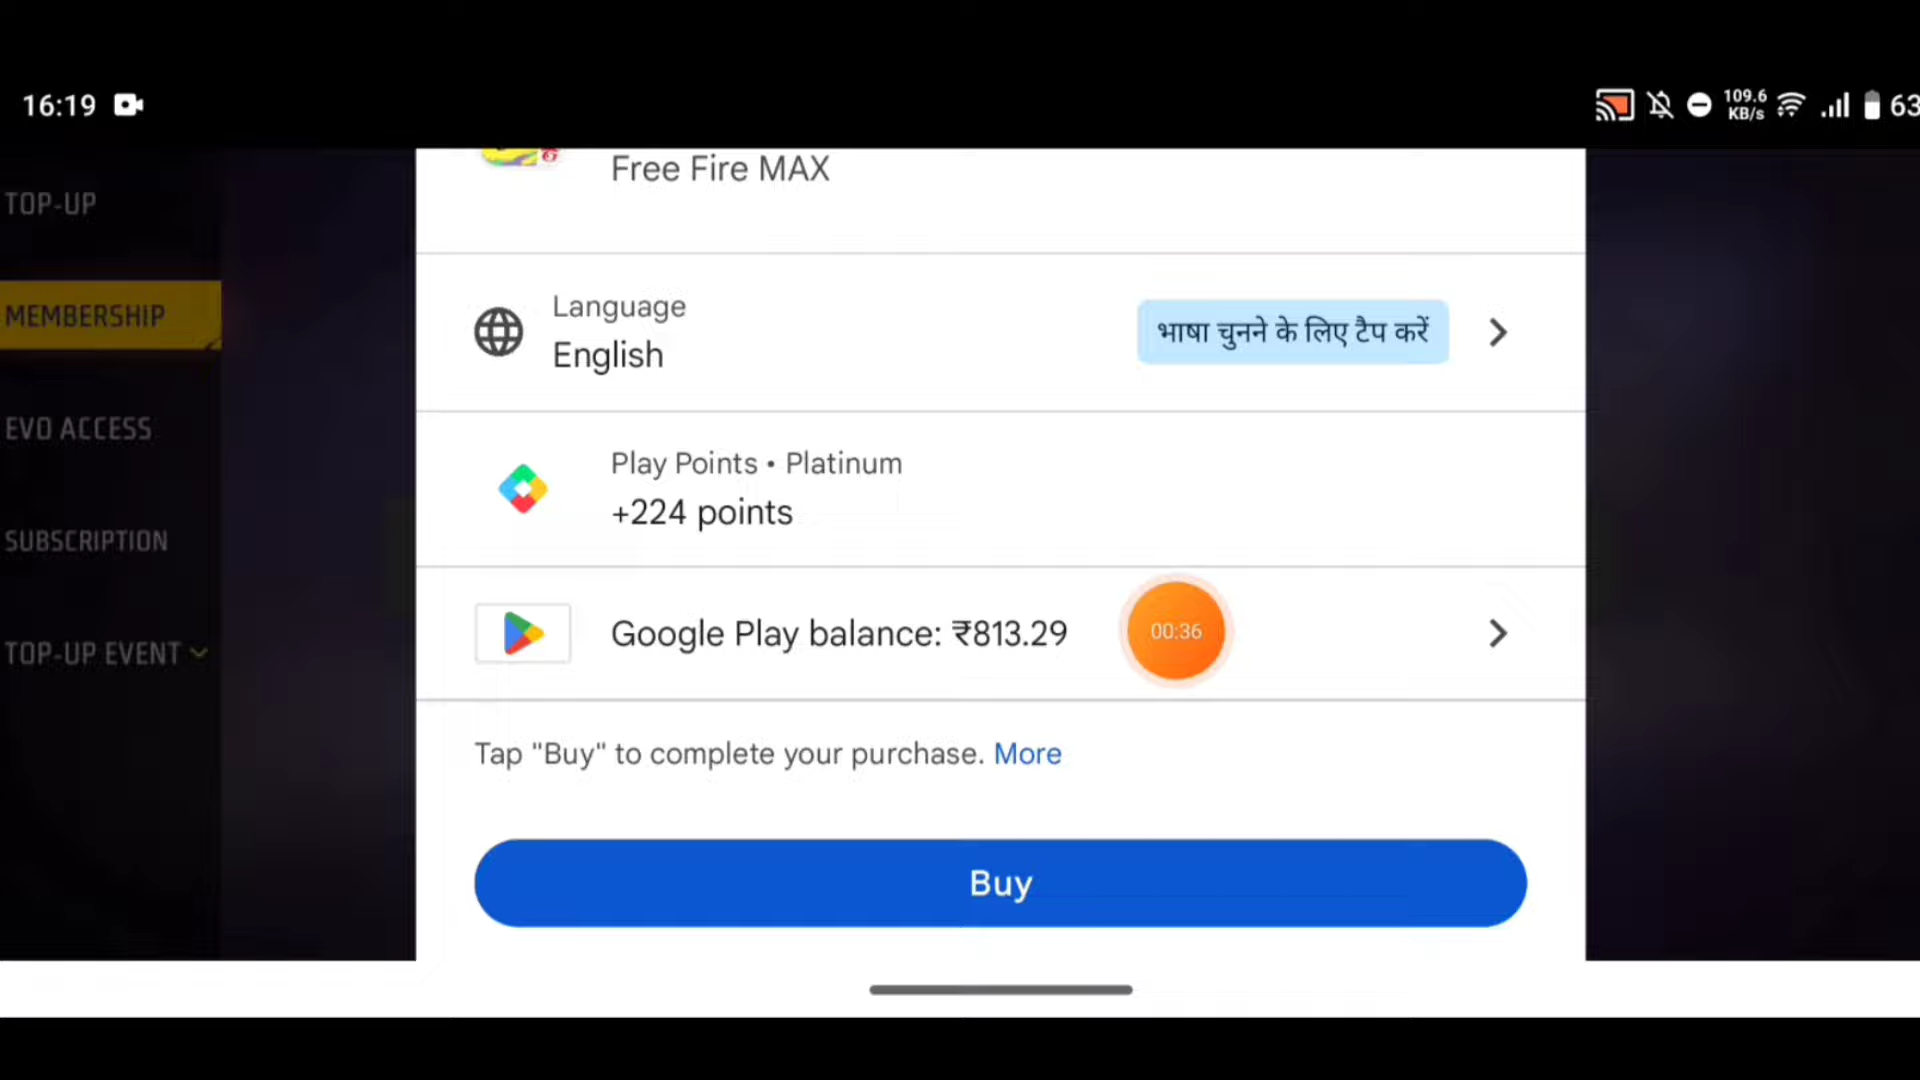 16:19
109.6
KB/s
63
TOP-UP
MEMBERSHIP
EVO ACCESS
SUBSCRIPTION
TOP-UP EVENT
Free Fire MAX
Language
English
भाषा चुनने के लिए टैप करें
Play Points • Platinum
+224 points
Google Play balance: ₹813.29
00:36
Tap "Buy" to complete your purchase. More
Buy